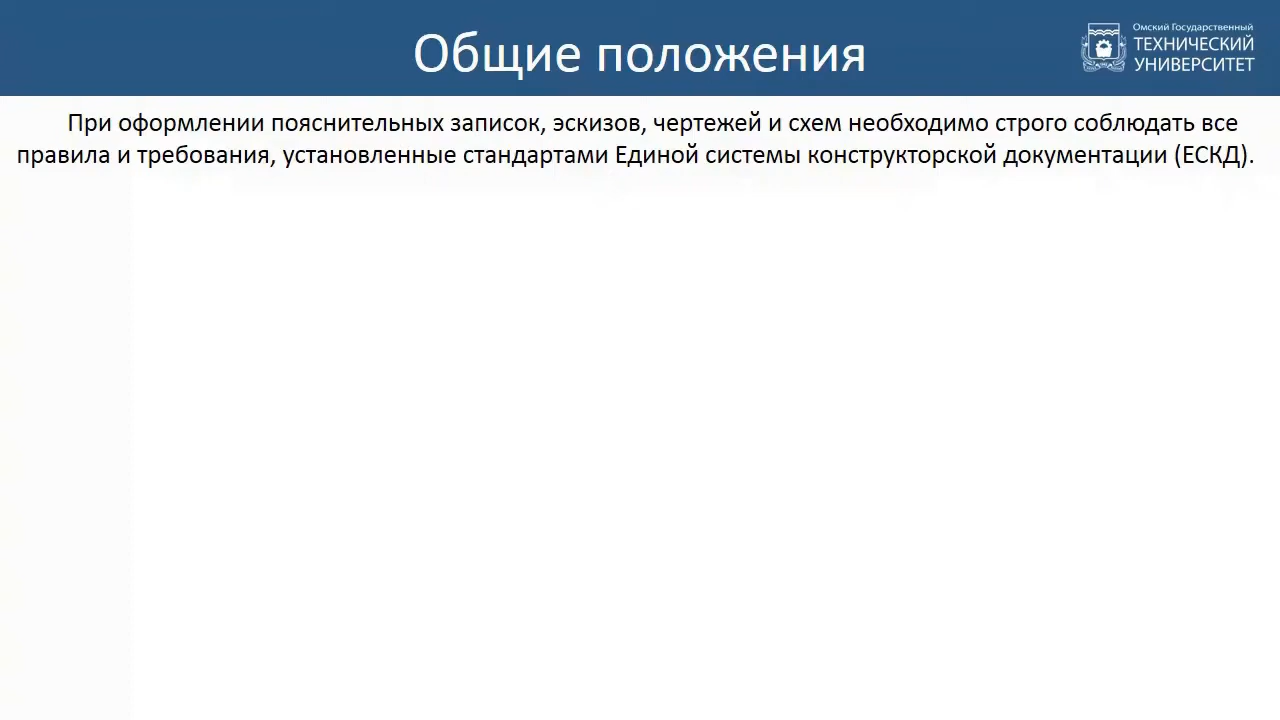 Общие положения
Омский Государственный
ТЕХНИЧЕСКИЙ
УНИВЕРСИТЕТ
При оформлении пояснительных записок, эскизов, чертежей и схем необходимо строго соблюдать все
правила и требования, установленные стандартами Единой системы конструкторской документации (ЕСКД).